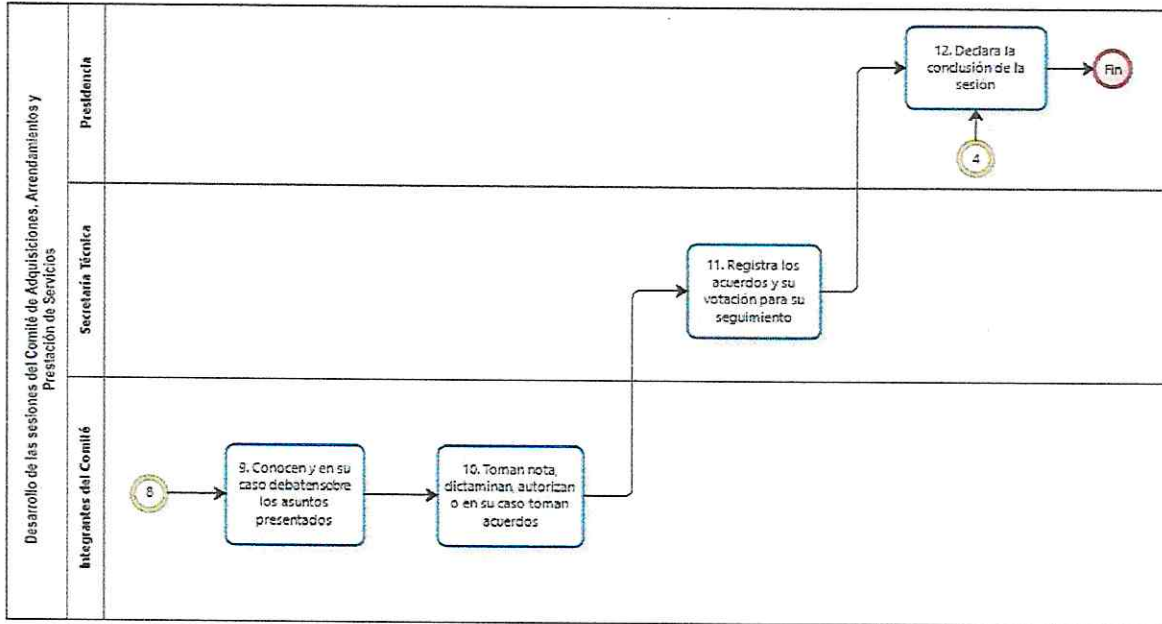 Desarrollo de las sesiones del Comité de Adquisiciones, Arrendamientos y
Prestación de Servicios
Presidencia
12. Declara la
conclusión de la
sesión
Fin
4
Secretaría Técnica
11. Registra los
acuerdos y su
votación para su
seguimiento
Integrantes del Comité
8
9. Conocen y en su
caso debatensobre
los asuntos
presentados
10. Toman nota,
dictaminan, autorizan
o en su caso toman
acuerdos